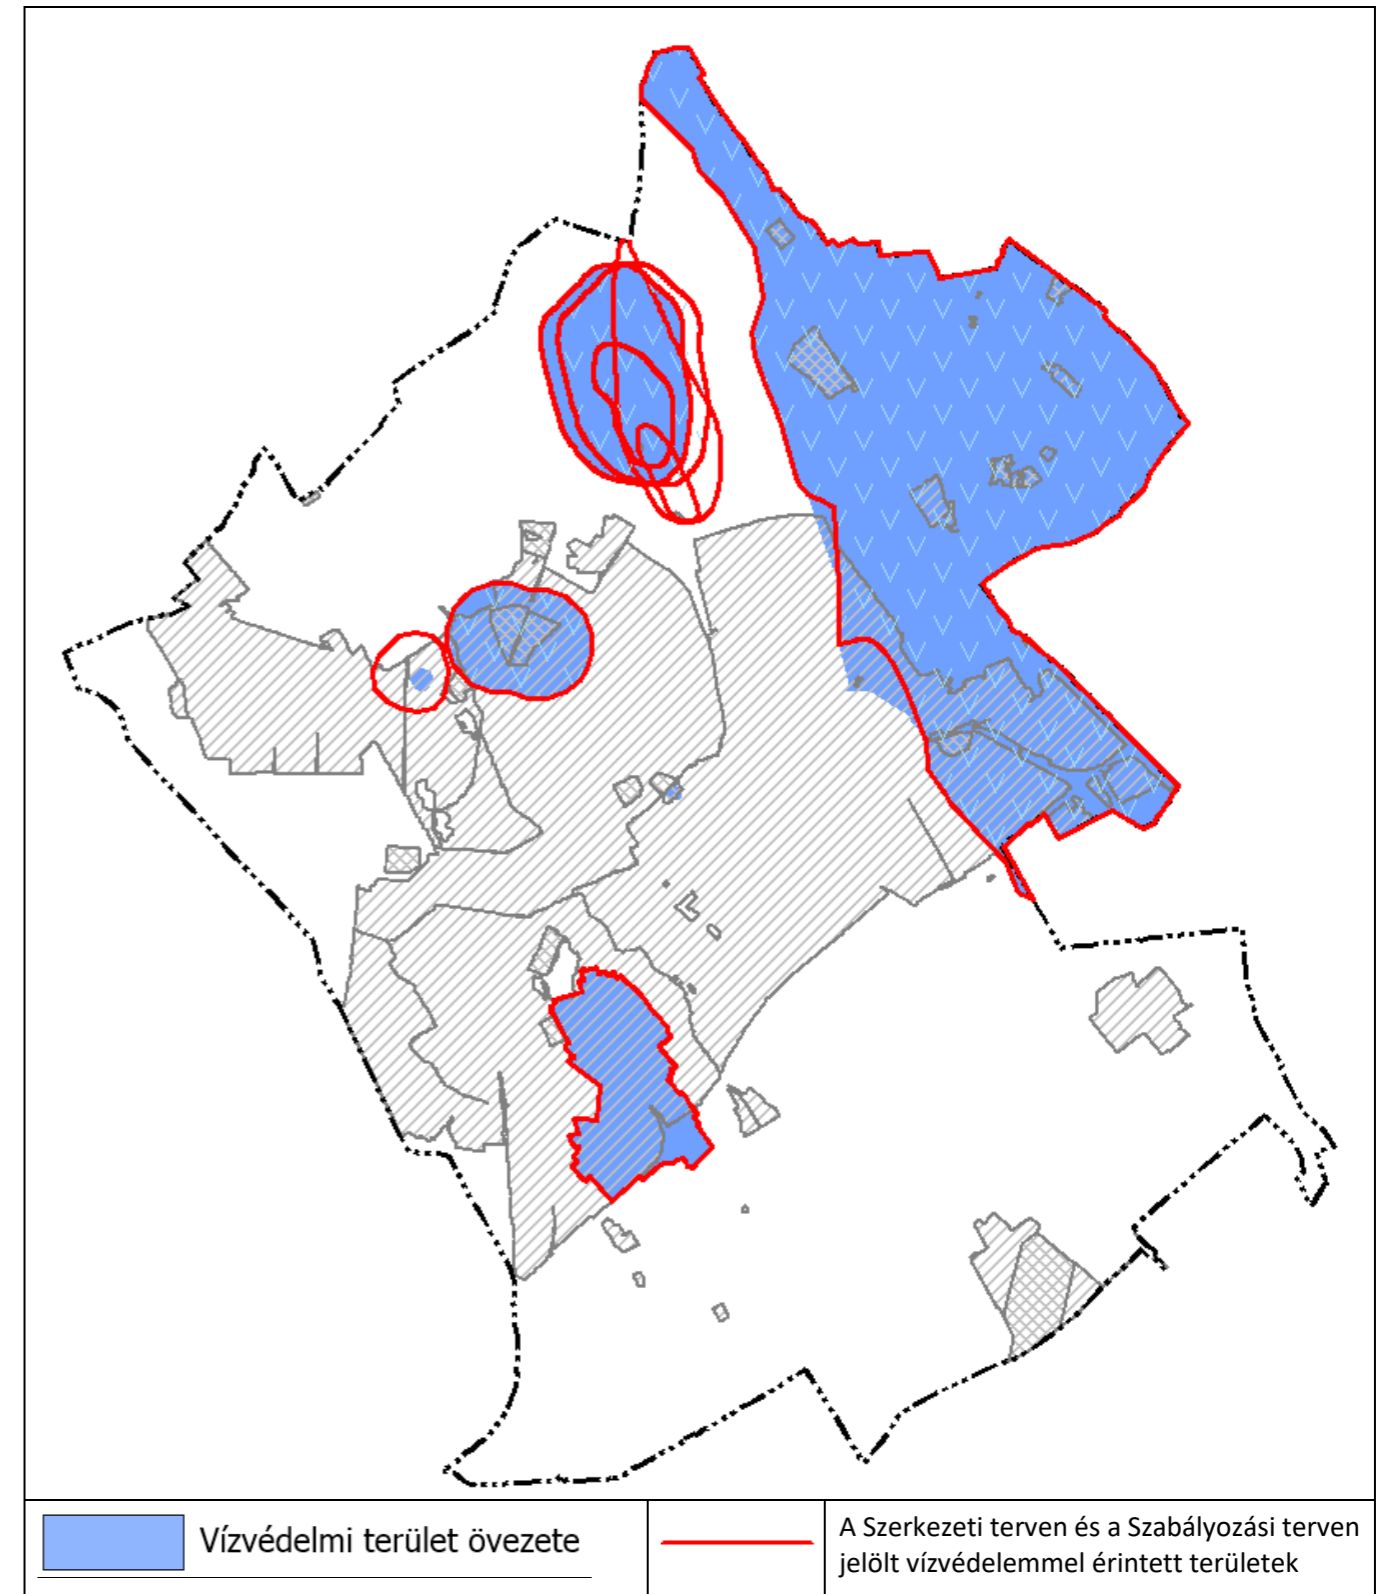 Vízvédelmi terület övezete
A Szerkezeti terven és a Szabályozási terven
jelölt vízvédelemmel érintett területek